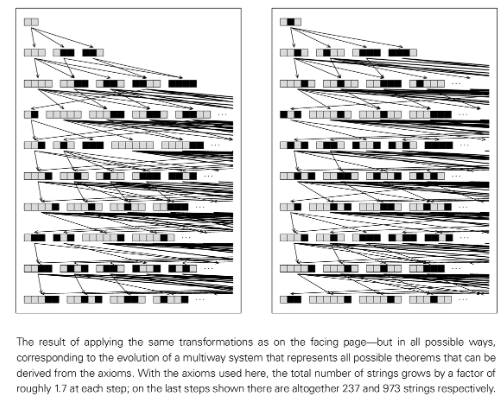 The result of applying the same transformations as on the facing page—but in all possible ways,
corresponding to the evolution of a multiway system that represents all possible theorems that can be
derived from the axioms. With the axioms used here, the total number of strings grows by a factor of
roughly 1.7 at each step; on the last steps shown there are altogether 237 and 973 strings respectively.